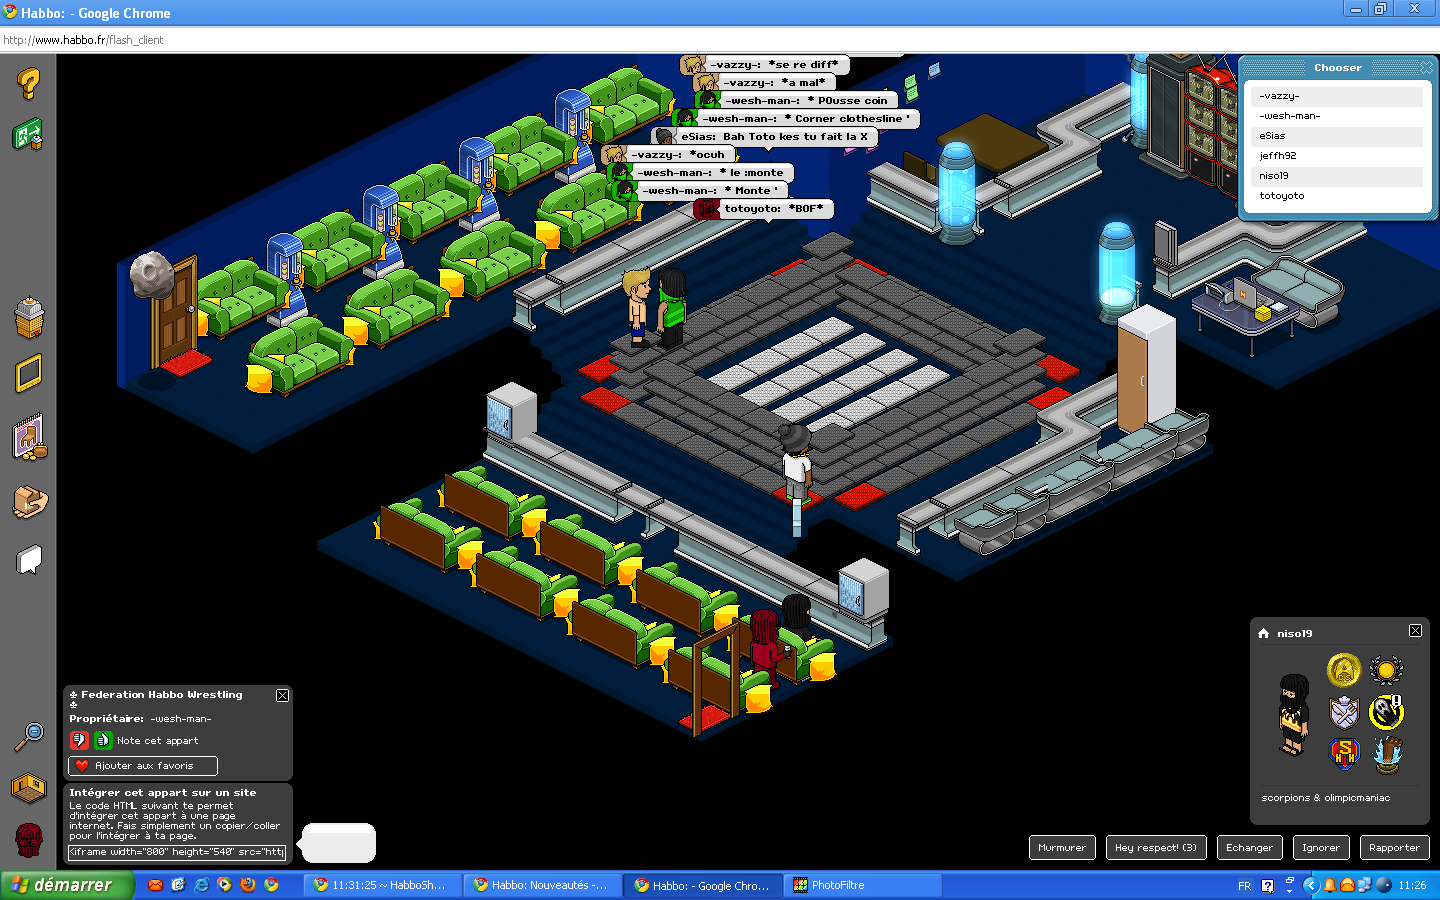 Habbo: - Google Chrome
http://www.habbo.fr/flash_client
-vazzy-: *se re diff*
-vazzy-: *a mal*
-wesh-man-: * POusse coin
-wesh-man-: * Corner clothesline '
eSias: Bah Toto kes tu fait la X
-vazzy-: *ocuh
-wesh-man-: * le :monte
-wesh-man-: * Monte '
totoyoto: *BOF*
Chooser
-vazzy-
-wesh-man-
eSias
jeffh92
niso19
totoyoto
Federation Habbo Wrestling
Propriétaire: -wesh-man-
Note cet appart
Ajouter aux favoris
Intégrer cet appart sur un site
Le code HTML suivant te permet
d'intégrer cet appart à une page
internet. Fais simplement un copier/coller
pour l'intégrer à ta page.
<iframe width="800" height="540" src="http
niso19
scorpions & olimpicmaniac
Murmurer
Hey respect! (3)
Echanger
Ignorer
Rapporter
démarrer
11:31:25 ~ HabboSh...
Habbo: Nouveautés -...
Habbo: - Google Chro...
PhotoFiltre
FR
11:26